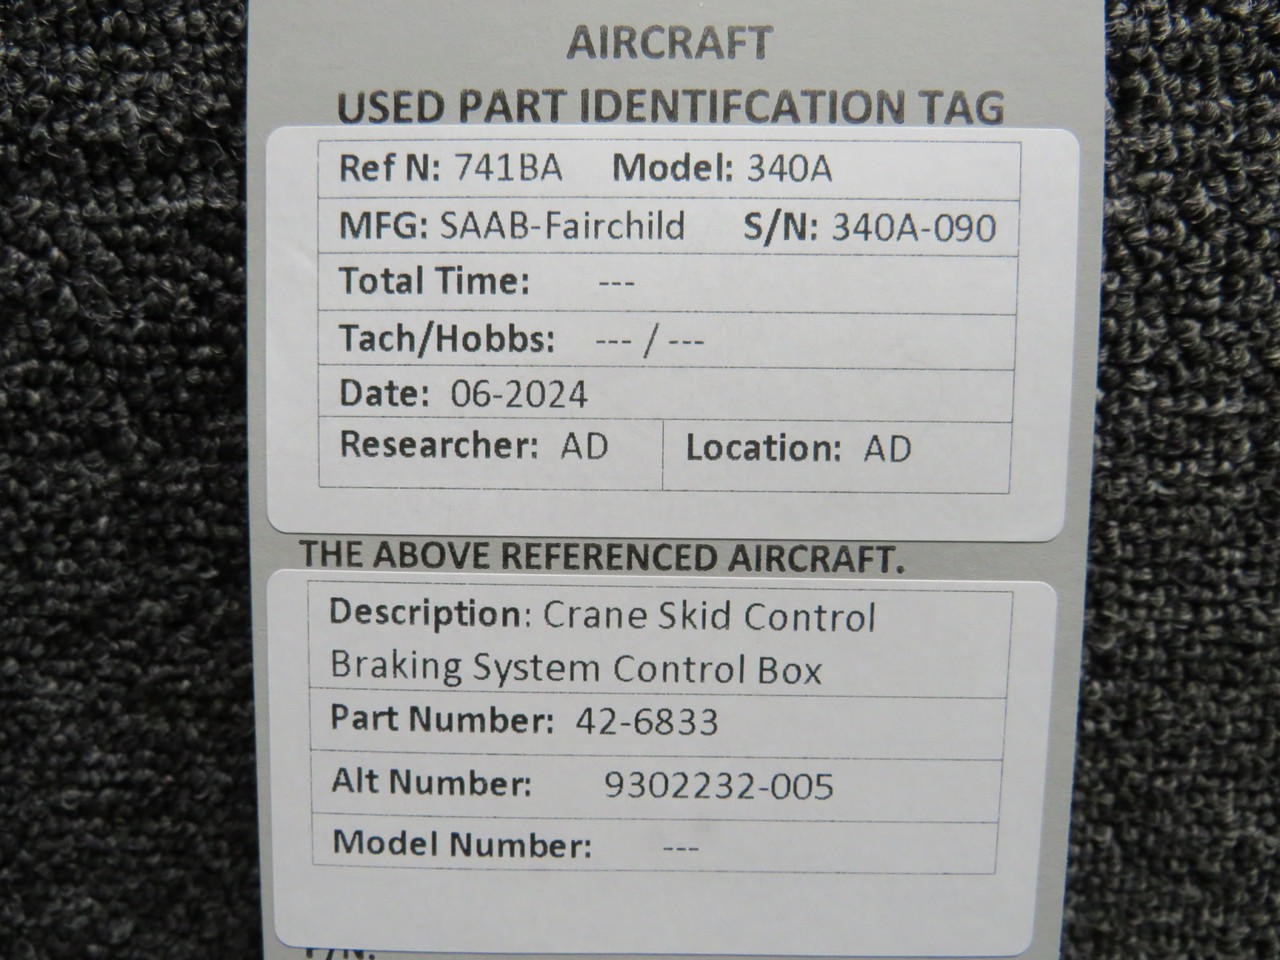 AIRCRAFT
USED PART IDENTIFCATION TAG
Ref N: 741BA Model: 340A
MFG: SAAB-Fairchild S/N: 340A-090
Total Time: ---
Tach/Hobbs: --- / ---
Date: 06-2024
Researcher: AD Location: AD
THE ABOVE REFERENCED AIRCRAFT.
Description: Crane Skid Control
Braking System Control Box
Part Number: 42-6833
Alt Number: 9302232-005
Model Number: ---